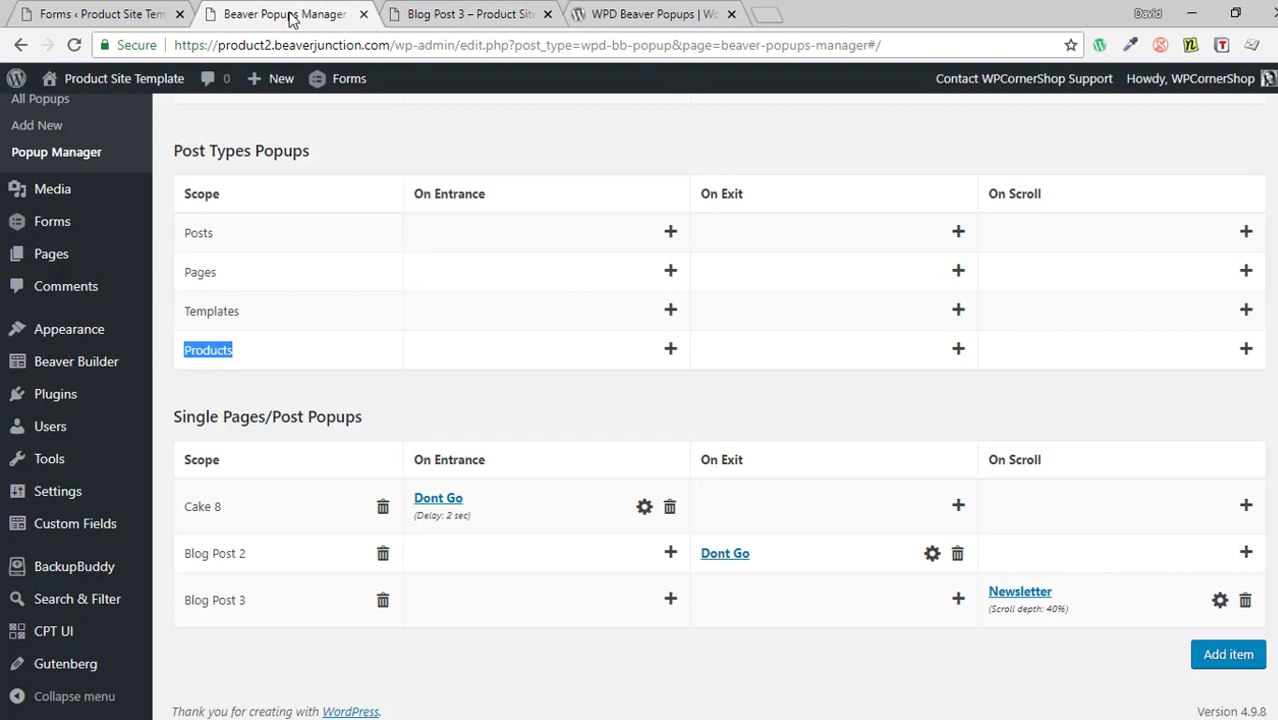 Forms ‹ Product Site Tem
Beaver Popups Manager
Blog Post 3 – Product Sit
WPD Beaver Popups | Wo
David
Secure
https://product2.beaverjunction.com/wp-admin/edit.php?post_type=wpd-bb-popup&page=beaver-popups-manager#/
Product Site Template
0
New
Forms
Contact WPCornerShop Support
Howdy, WPCornerShop
All Popups
Add New
Popup Manager
Media
Forms
Pages
Comments
Appearance
Beaver Builder
Plugins
Users
Tools
Settings
Custom Fields
BackupBuddy
Search & Filter
CPT UI
Gutenberg
Collapse menu
Post Types Popups
Scope On Entrance On Exit On Scroll
Posts
Pages
Templates
Products
Single Pages/Post Popups
Scope On Entrance On Exit On Scroll
Cake 8 Dont Go
(Delay: 2 sec)
Blog Post 2 Dont Go
Blog Post 3 Newsletter
(Scroll depth: 40%)
Add item
Thank you for creating with WordPress.
Version 4.9.8